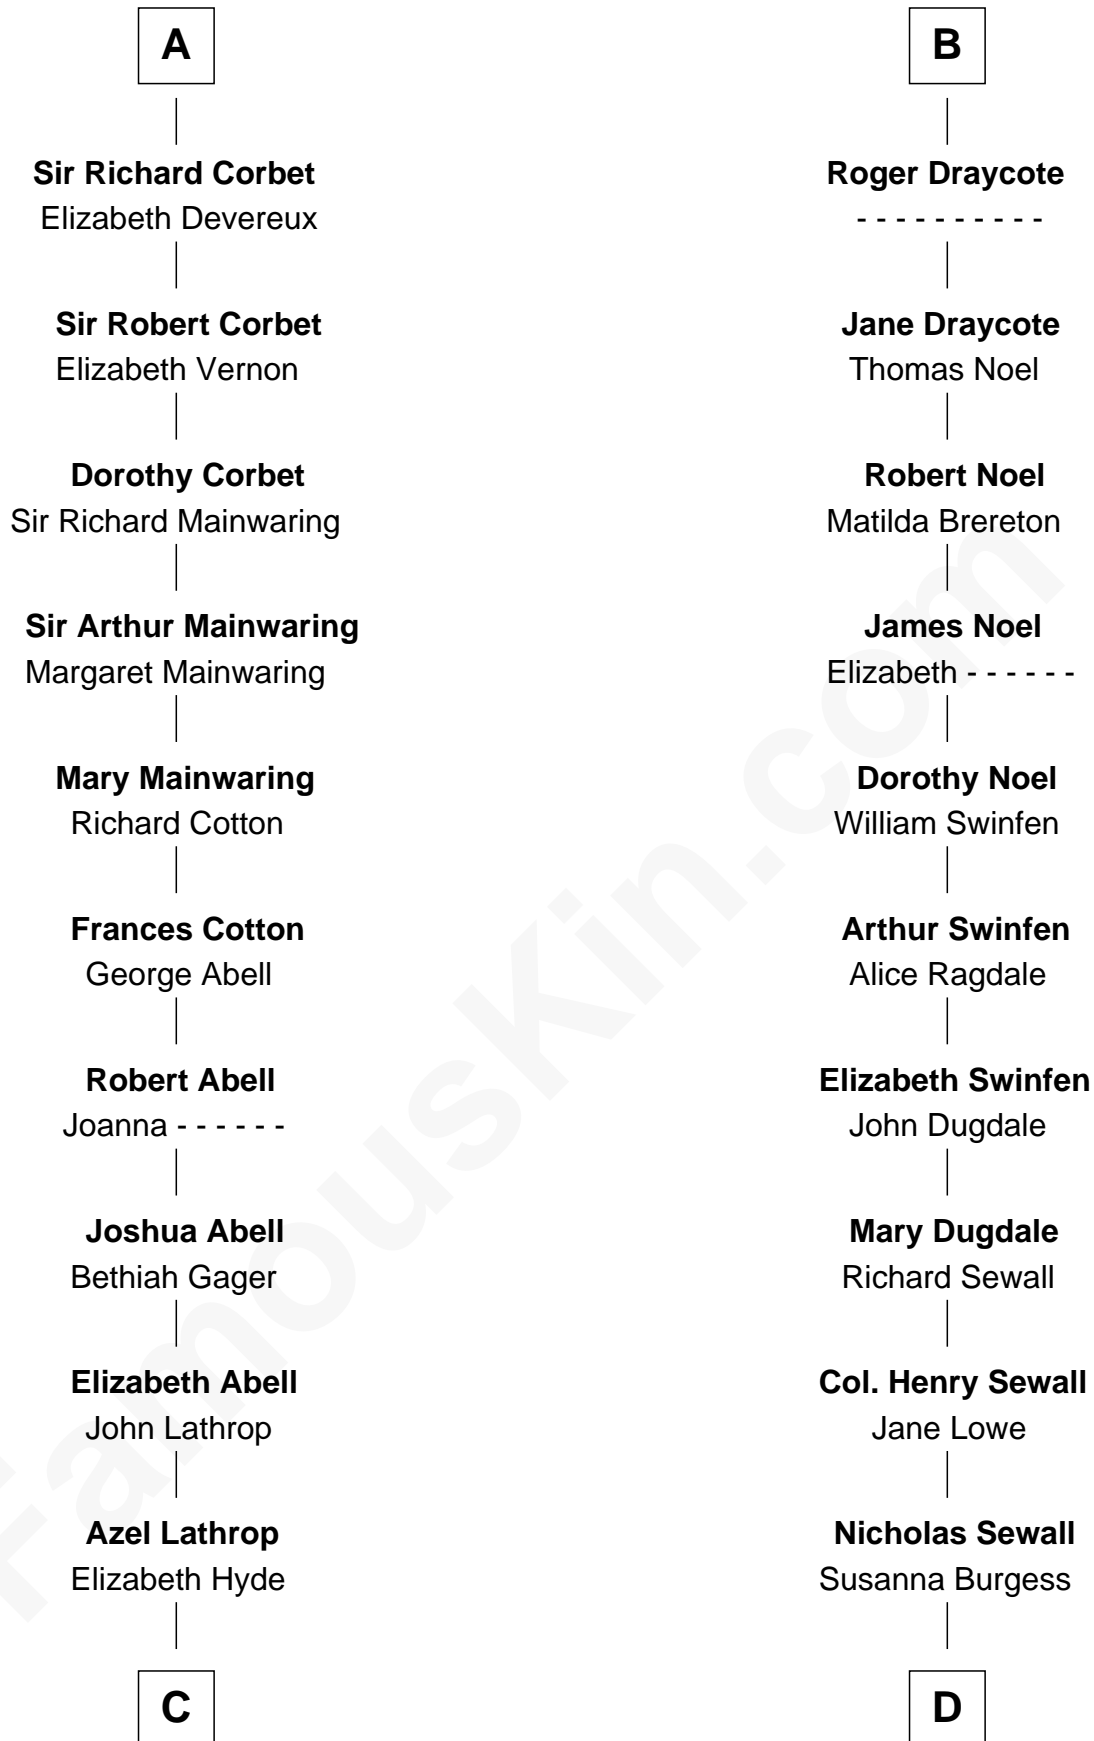 A
Sir Richard Corbet
Elizabeth Devereux
Sir Robert Corbet
Elizabeth Vernon
Dorothy Corbet
Sir Richard Mainwaring
Sir Arthur Mainwaring
Margaret Mainwaring
Mary Mainwaring
Richard Cotton
Frances Cotton
George Abell
Robert Abell
Joanna - - - - - -
Joshua Abell
Bethiah Gager
Elizabeth Abell
John Lathrop
Azel Lathrop
Elizabeth Hyde
C
B
Roger Draycote
- - - - - - - - - -
Jane Draycote
Thomas Noel
Robert Noel
Matilda Brereton
James Noel
Elizabeth - - - - - -
Dorothy Noel
William Swinfen
Arthur Swinfen
Alice Ragdale
Elizabeth Swinfen
John Dugdale
Mary Dugdale
Richard Sewall
Col. Henry Sewall
Jane Lowe
Nicholas Sewall
Susanna Burgess
D
FamousKin.com